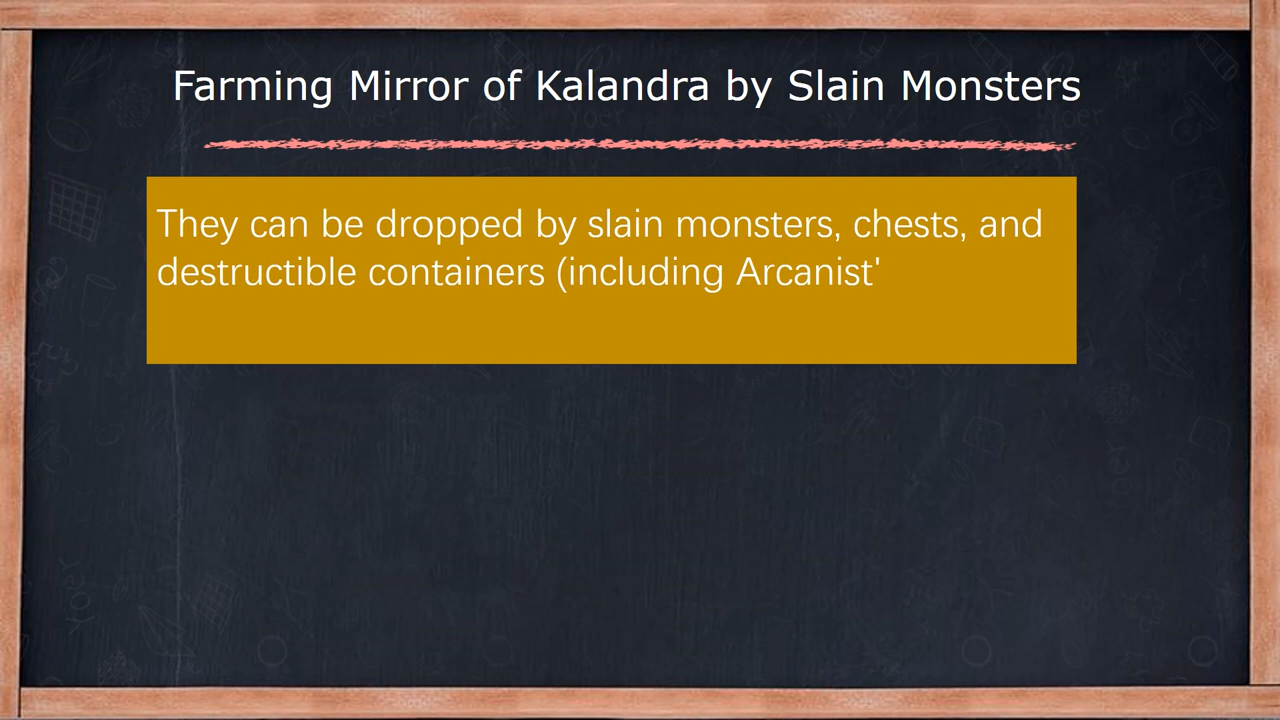 Farming Mirror of Kalandra by Slain Monsters
They can be dropped by slain monsters, chests, and
destructible containers (including Arcanist'